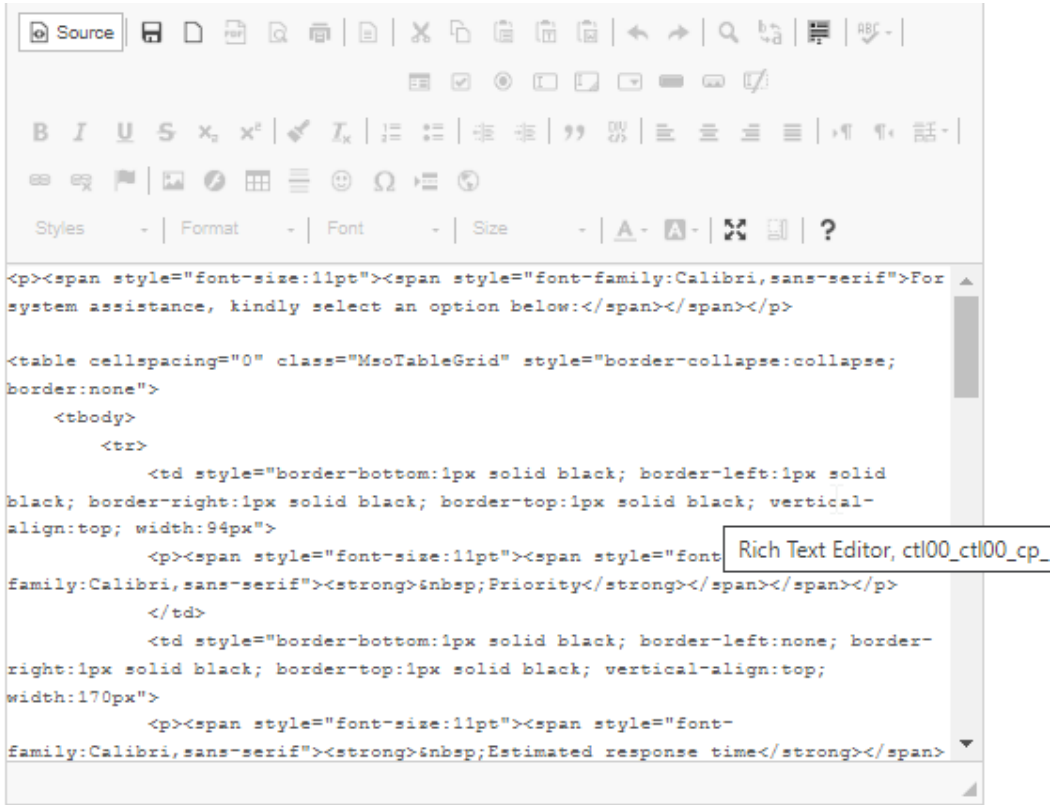 Source
ABC
B I U S x₂ x² Tx DIV 話
Ω
Styles Format Font Size A A ?
<p><span style="font-size:11pt"><span style="font-family:Calibri,sans-serif">For
system assistance, kindly select an option below:</span></span></p>
<table cellspacing="0" class="MsoTableGrid" style="border-collapse:collapse;
border:none">
<tbody>
<tr>
<td style="border-bottom:1px solid black; border-left:1px solid
black; border-right:1px solid black; border-top:1px solid black; vertical-
align:top; width:94px">
<p><span style="font-size:11pt"><span style="font
Rich Text Editor, ctl00_ctl00_cp_
family:Calibri,sans-serif"><strong>&nbsp;Priority</strong></span></span></p>
</td>
<td style="border-bottom:1px solid black; border-left:none; border-
right:1px solid black; border-top:1px solid black; vertical-align:top;
width:170px">
<p><span style="font-size:11pt"><span style="font-
family:Calibri,sans-serif"><strong>&nbsp;Estimated response time</strong></span>